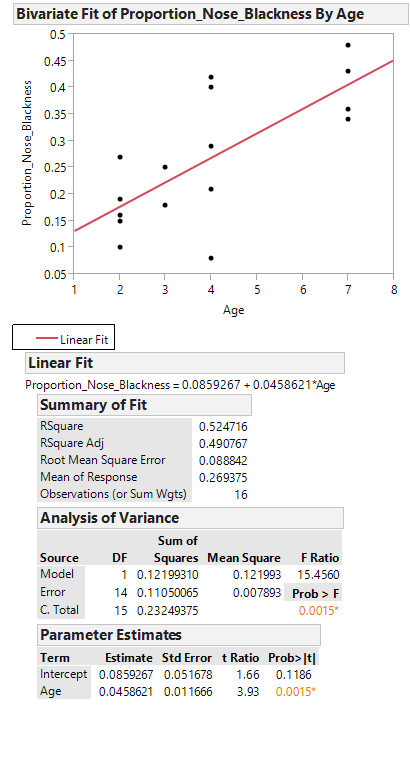 Bivariate Fit of Proportion_Nose_Blackness By Age
Proportion_Nose_Blackness
0.5
0.45
0.4
0.35
0.3
0.25
0.2
0.15
0.1
0.05
1 2 3 4 5 6 7 8
Age
Linear Fit
Linear Fit
Proportion_Nose_Blackness = 0.0859267 + 0.0458621*Age
Summary of Fit
RSquare 0.524716
RSquare Adj 0.490767
Root Mean Square Error 0.088842
Mean of Response 0.269375
Observations (or Sum Wgts) 16
Analysis of Variance
Sum of
Source DF Squares Mean Square F Ratio
Model 1 0.12199310 0.121993 15.4560
Error 14 0.11050065 0.007893 Prob > F
C. Total 15 0.23249375 0.0015*
Parameter Estimates
Term Estimate Std Error t Ratio Prob>|t|
Intercept 0.0859267 0.051678 1.66 0.1186
Age 0.0458621 0.011666 3.93 0.0015*